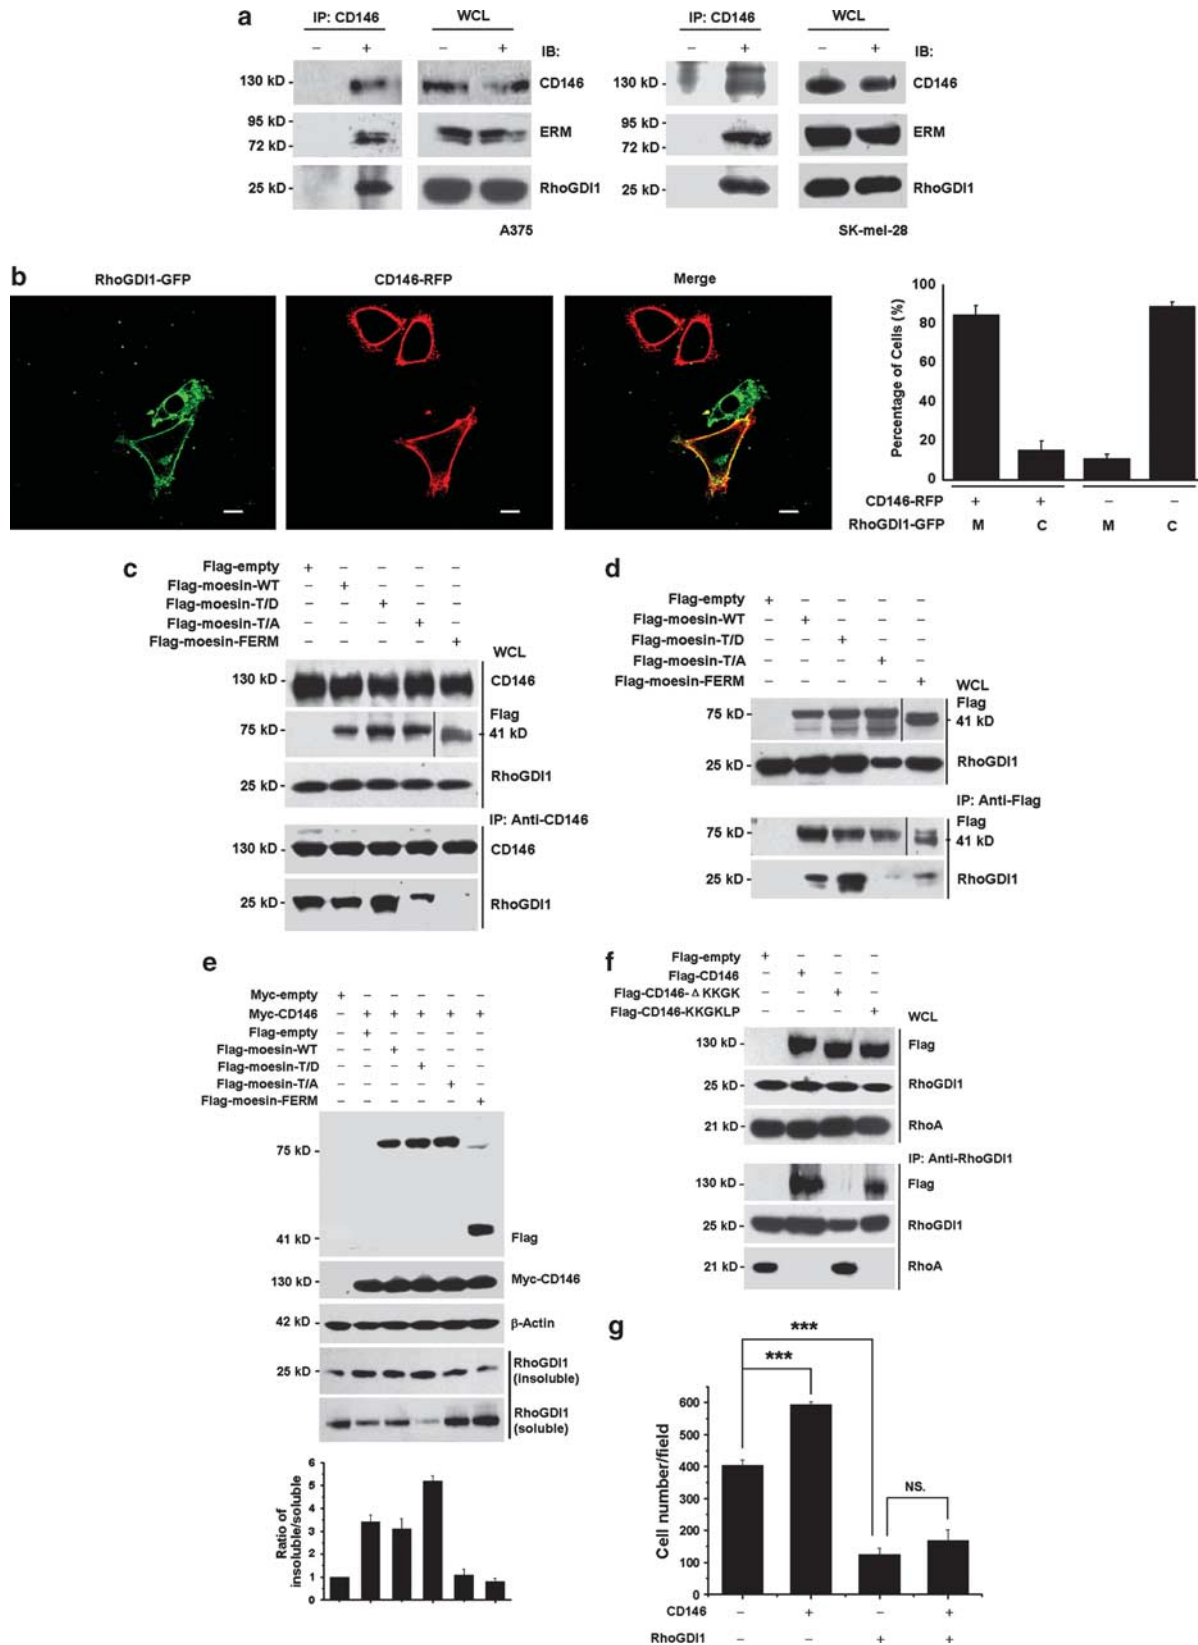 a
IP: CD146 WCL IP: CD146 WCL
– + – + IB: – + – + IB:
130 kD CD146 130 kD CD146
95 kD ERM 95 kD ERM
72 kD 72 kD
25 kD RhoGDI1 25 kD RhoGDI1
A375 SK-mel-28
b
RhoGDI1-GFP CD146-RFP Merge
Percentage of Cells (%)
100
80
60
40
20
0
CD146-RFP + + – –
RhoGDI1-GFP M C M C
c
Flag-empty + – – – –
Flag-moesin-WT – + – – –
Flag-moesin-T/D – – + – –
Flag-moesin-T/A – – – + –
Flag-moesin-FERM – – – – +
WCL
130 kD CD146
Flag
75 kD 41 kD
25 kD RhoGDI1
IP: Anti-CD146
130 kD CD146
25 kD RhoGDI1
d
Flag-empty + – – – –
Flag-moesin-WT – + – – –
Flag-moesin-T/D – – + – –
Flag-moesin-T/A – – – + –
Flag-moesin-FERM – – – – +
WCL
Flag
75 kD 41 kD
25 kD RhoGDI1
IP: Anti-Flag
Flag
75 kD 41 kD
25 kD RhoGDI1
e
Myc-empty + – – – – –
Myc-CD146 – + + + + +
Flag-empty – + – – – –
Flag-moesin-WT – – + – – –
Flag-moesin-T/D – – – + – –
Flag-moesin-T/A – – – – + –
Flag-moesin-FERM – – – – – +
75 kD
41 kD Flag
130 kD Myc-CD146
42 kD β-Actin
25 kD RhoGDI1
(insoluble)
RhoGDI1
(soluble)
Ratio of
insoluble/soluble
6
5
4
3
2
1
0
f
Flag-empty + – – –
Flag-CD146 – + – –
Flag-CD146-Δ KKGK – – + –
Flag-CD146-KKGKLP – – – +
WCL
130 kD Flag
25 kD RhoGDI1
21 kD RhoA
IP: Anti-RhoGDI1
130 kD Flag
25 kD RhoGDI1
21 kD RhoA
g
***
***
NS.
Cell number/field
600
500
400
300
200
100
0
CD146 – + – +
RhoGDI1 – – + +